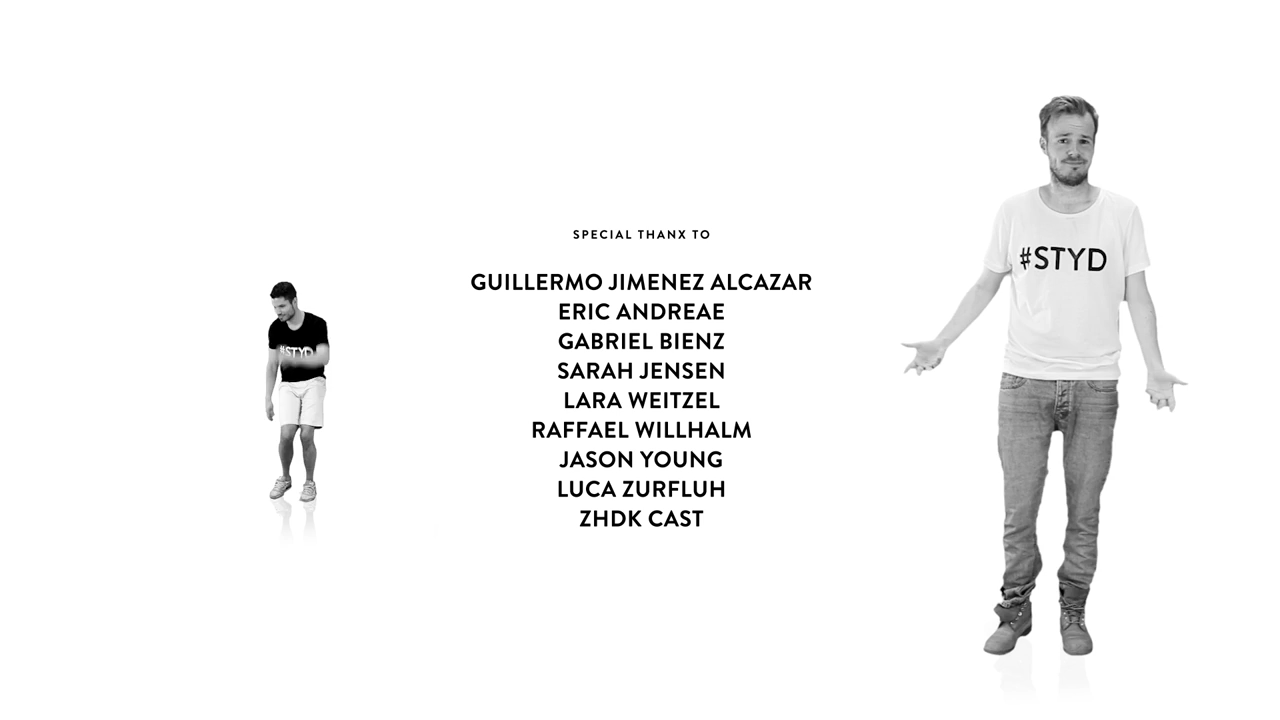 SPECIAL THANX TO
GUILLERMO JIMENEZ ALCAZAR
ERIC ANDREAE
GABRIEL BIENZ
SARAH JENSEN
LARA WEITZEL
RAFFAEL WILLHALM
JASON YOUNG
LUCA ZURFLUH
ZHDK CAST
#STYD
#STYD